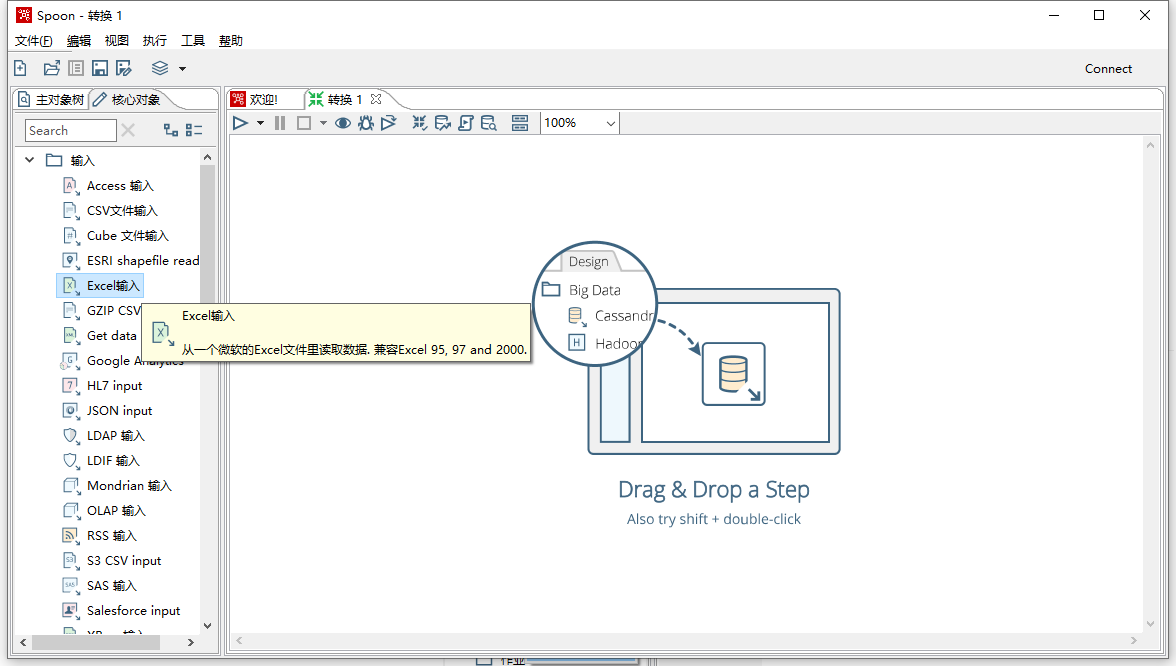 Spoon - 转换 1
文件(F) 编辑 视图 执行 工具 帮助
Connect
主对象树 核心对象
欢迎! 转换 1
Search
100%
输入
Access 输入
CSV文件输入
Cube 文件输入
ESRI shapefile read
Excel输入
GZIP CSV
Get data
Google Analytics
HL7 input
JSON input
LDAP 输入
LDIF 输入
Mondrian 输入
OLAP 输入
RSS 输入
S3 CSV input
SAS 输入
Salesforce input
Excel输入
从一个微软的Excel文件里读取数据. 兼容Excel 95, 97 and 2000.
Design
Big Data
Cassandr
Hadoop
Drag & Drop a Step
Also try shift + double-click
作业